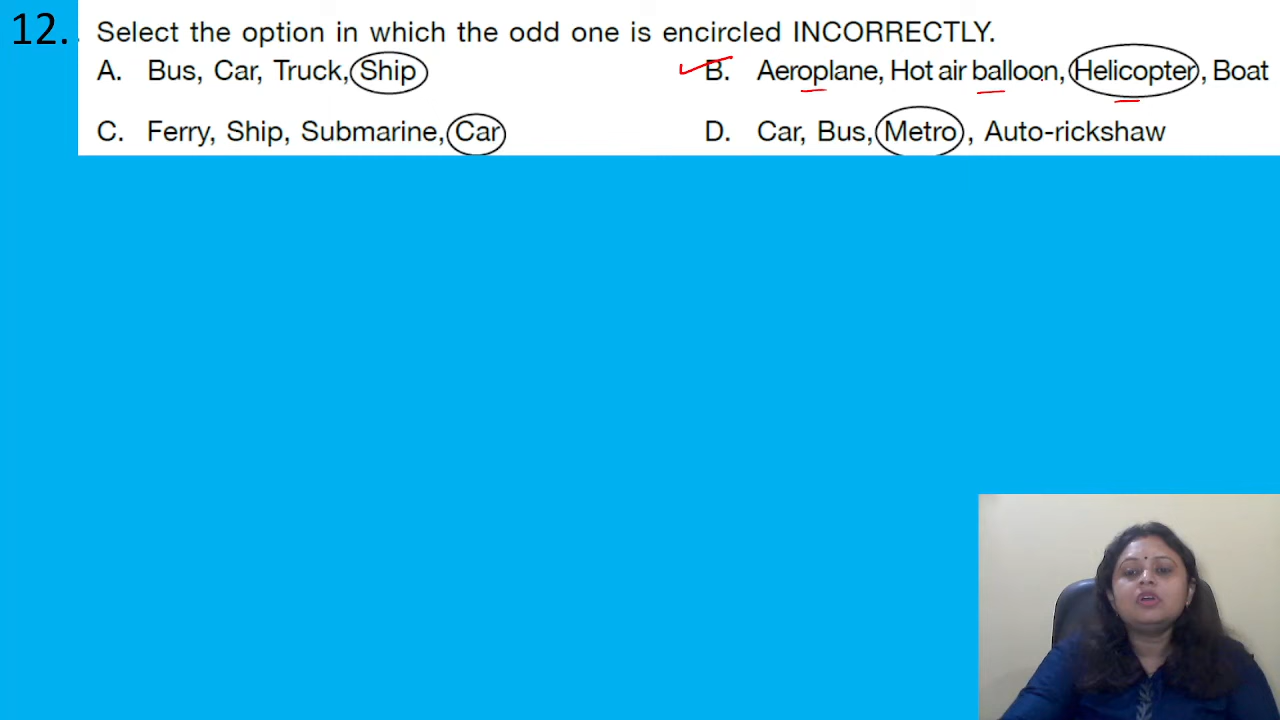 12. Select the option in which the odd one is encircled INCORRECTLY.
A. Bus, Car, Truck, Ship
B. Aeroplane, Hot air balloon, Helicopter, Boat
C. Ferry, Ship, Submarine, Car
D. Car, Bus, Metro, Auto-rickshaw